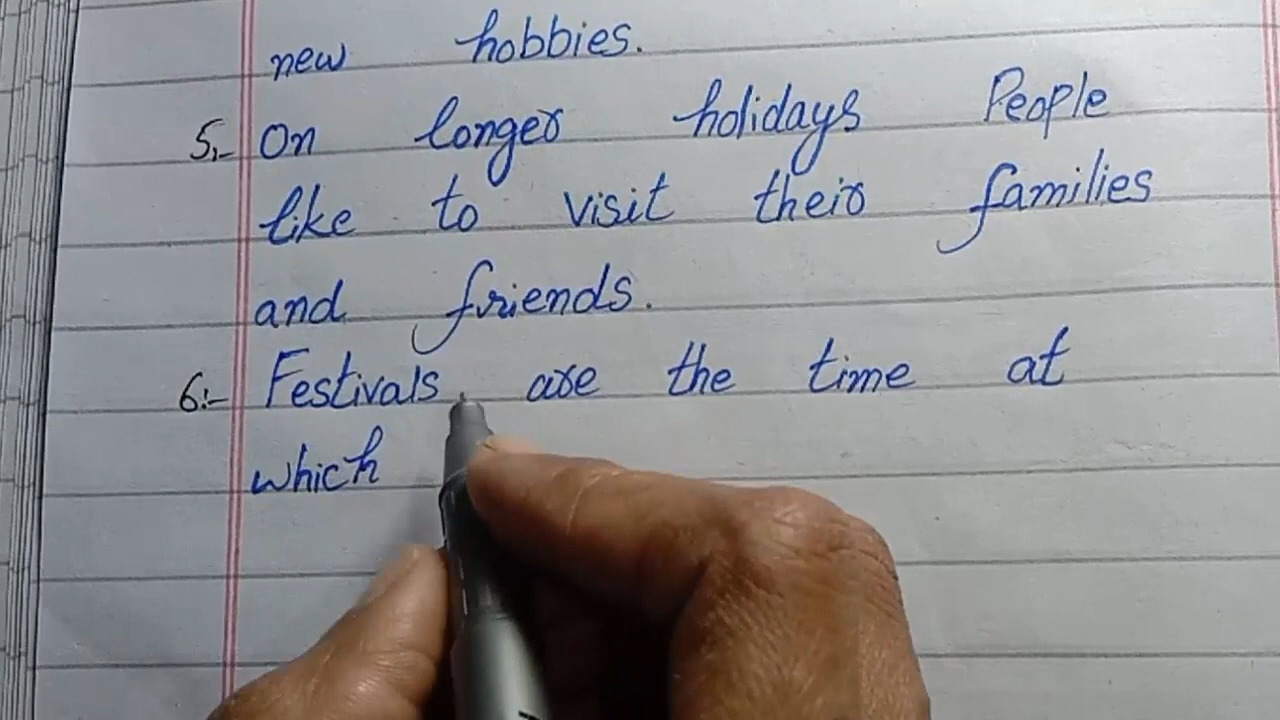 new hobbies.
5:- On longer holidays People
like to visit their families
and friends.
6:- Festivals are the time at
which